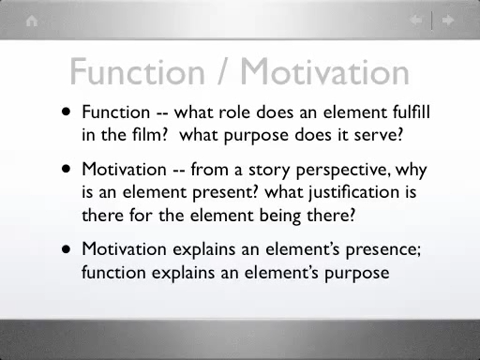 Function / Motivation
• Function -- what role does an element fulfill
in the film?  what purpose does it serve?
• Motivation -- from a story perspective, why
is an element present? what justification is
there for the element being there?
• Motivation explains an element's presence;
function explains an element's purpose